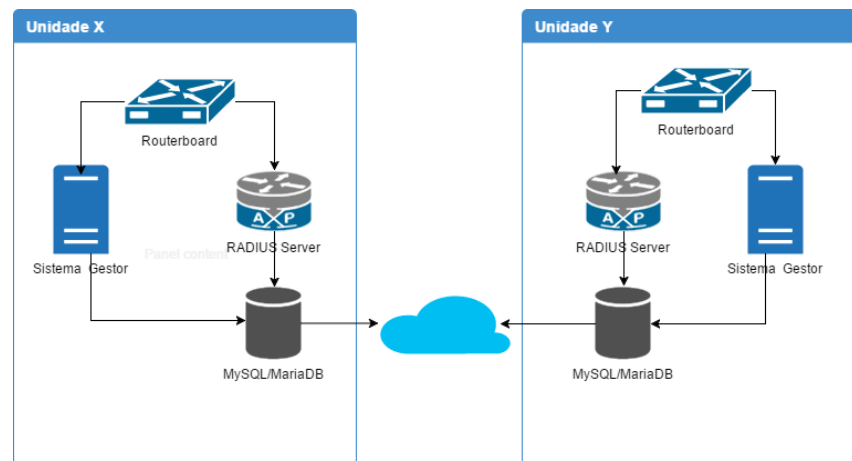 Unidade X
Unidade Y
Routerboard
Routerboard
RADIUS Server
RADIUS Server
Sistema  Gestor
Panel content
Sistema  Gestor
MySQL/MariaDB
MySQL/MariaDB
A P
A P